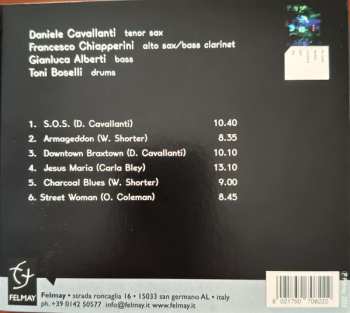 Daniele Cavallanti tenor sax
Francesco Chiapperini alto sax/bass clarinet
Gianluca Alberti bass
Toni Boselli drums
1. S.O.S. (D. Cavallanti) 10.40
2. Armageddon (W. Shorter) 8.35
3. Downtown Braxtown (D. Cavallanti) 10.10
4. Jesus Maria (Carla Bley) 13.10
5. Charcoal Blues (W. Shorter) 9.00
6 Street Woman (O. Coleman) 8.45
FELMAY
Felmay • strada roncaglia 16 • 15033 san germano AL • italy
ph. +39 0142 50577 • info@felmay.it www.felmay.it